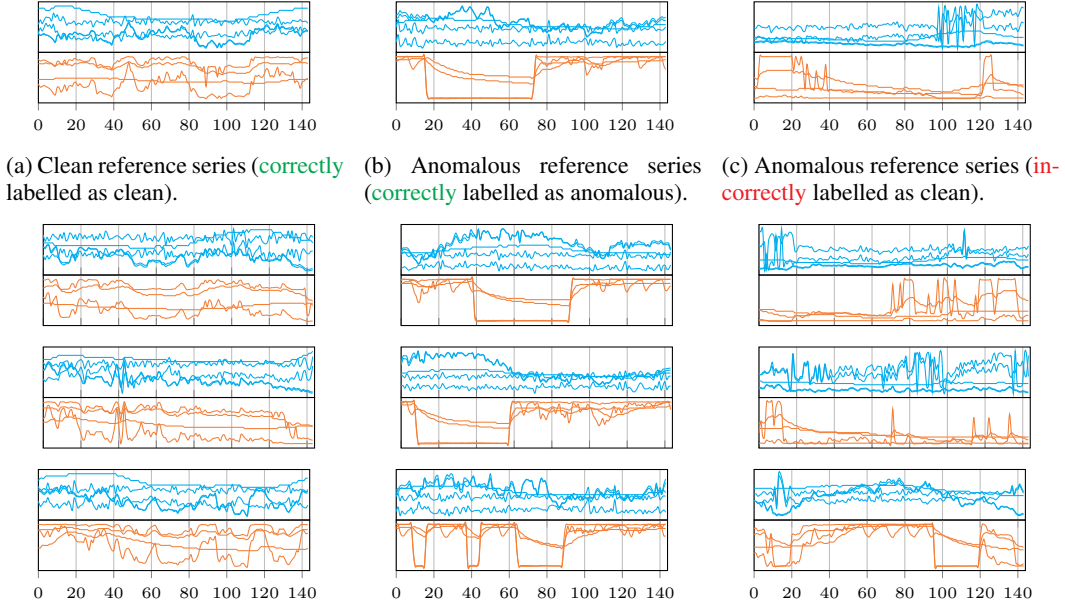 0 20 40 60 80 100 120 140
0 20 40 60 80 100 120 140
0 20 40 60 80 100 120 140
(a) Clean reference series (correctly
labelled as clean).
(b) Anomalous reference series
(correctly labelled as anomalous).
(c) Anomalous reference series (in-
correctly labelled as clean).
0 20 40 60 80 100 120 140
0 20 40 60 80 100 120 140
0 20 40 60 80 100 120 140